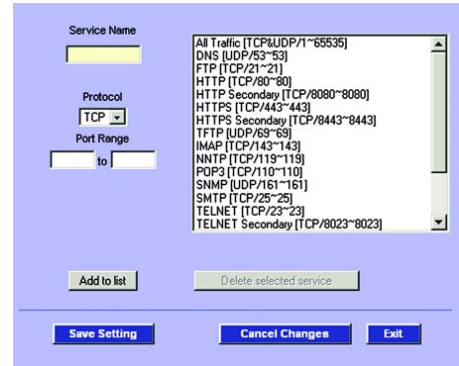 Service Name
Protocol
TCP
Port Range
to
All Traffic [TCP&UDP/1~65535]
DNS [UDP/53~53]
FTP [TCP/21~21]
HTTP [TCP/80~80]
HTTP Secondary [TCP/8080~8080]
HTTPS [TCP/443~443]
HTTPS Secondary [TCP/8443~8443]
TFTP [UDP/69~69]
IMAP [TCP/143~143]
NNTP [TCP/119~119]
POP3 [TCP/110~110]
SNMP [UDP/161~161]
SMTP [TCP/25~25]
TELNET [TCP/23~23]
TELNET Secondary [TCP/8023~8023]
Add to list
Delete selected service
Save Setting
Cancel Changes
Exit